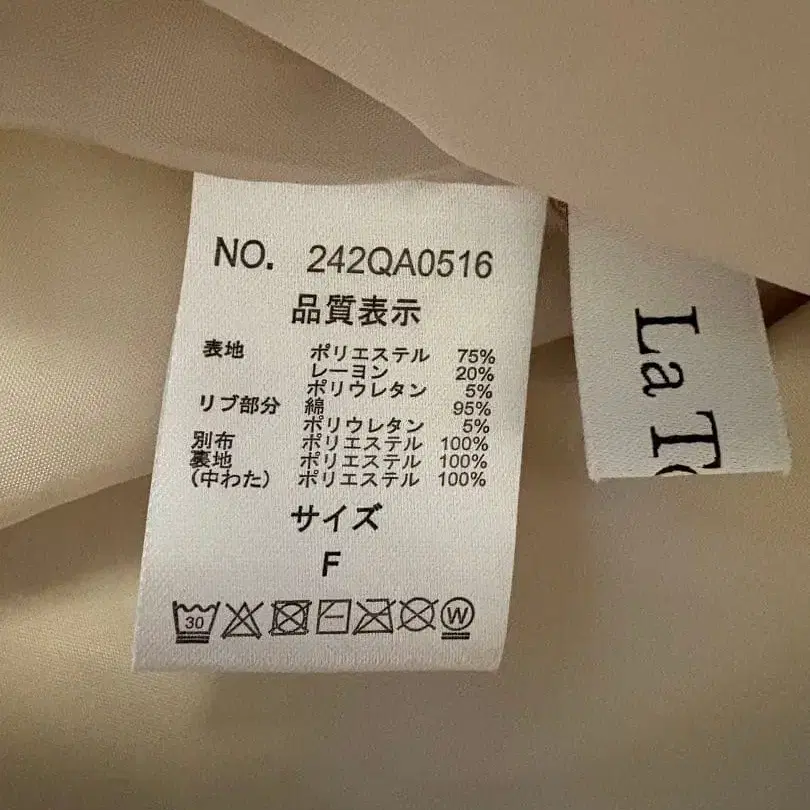 NO. 242QA0516
品質表示
表地 ポリエステル 75%
レーヨン 20%
ポリウレタン 5%
リブ部分 綿 95%
ポリウレタン 5%
別布 ポリエステル 100%
裏地 ポリエステル 100%
(中わた) ポリエステル 100%
サイズ
F
30
W
La To